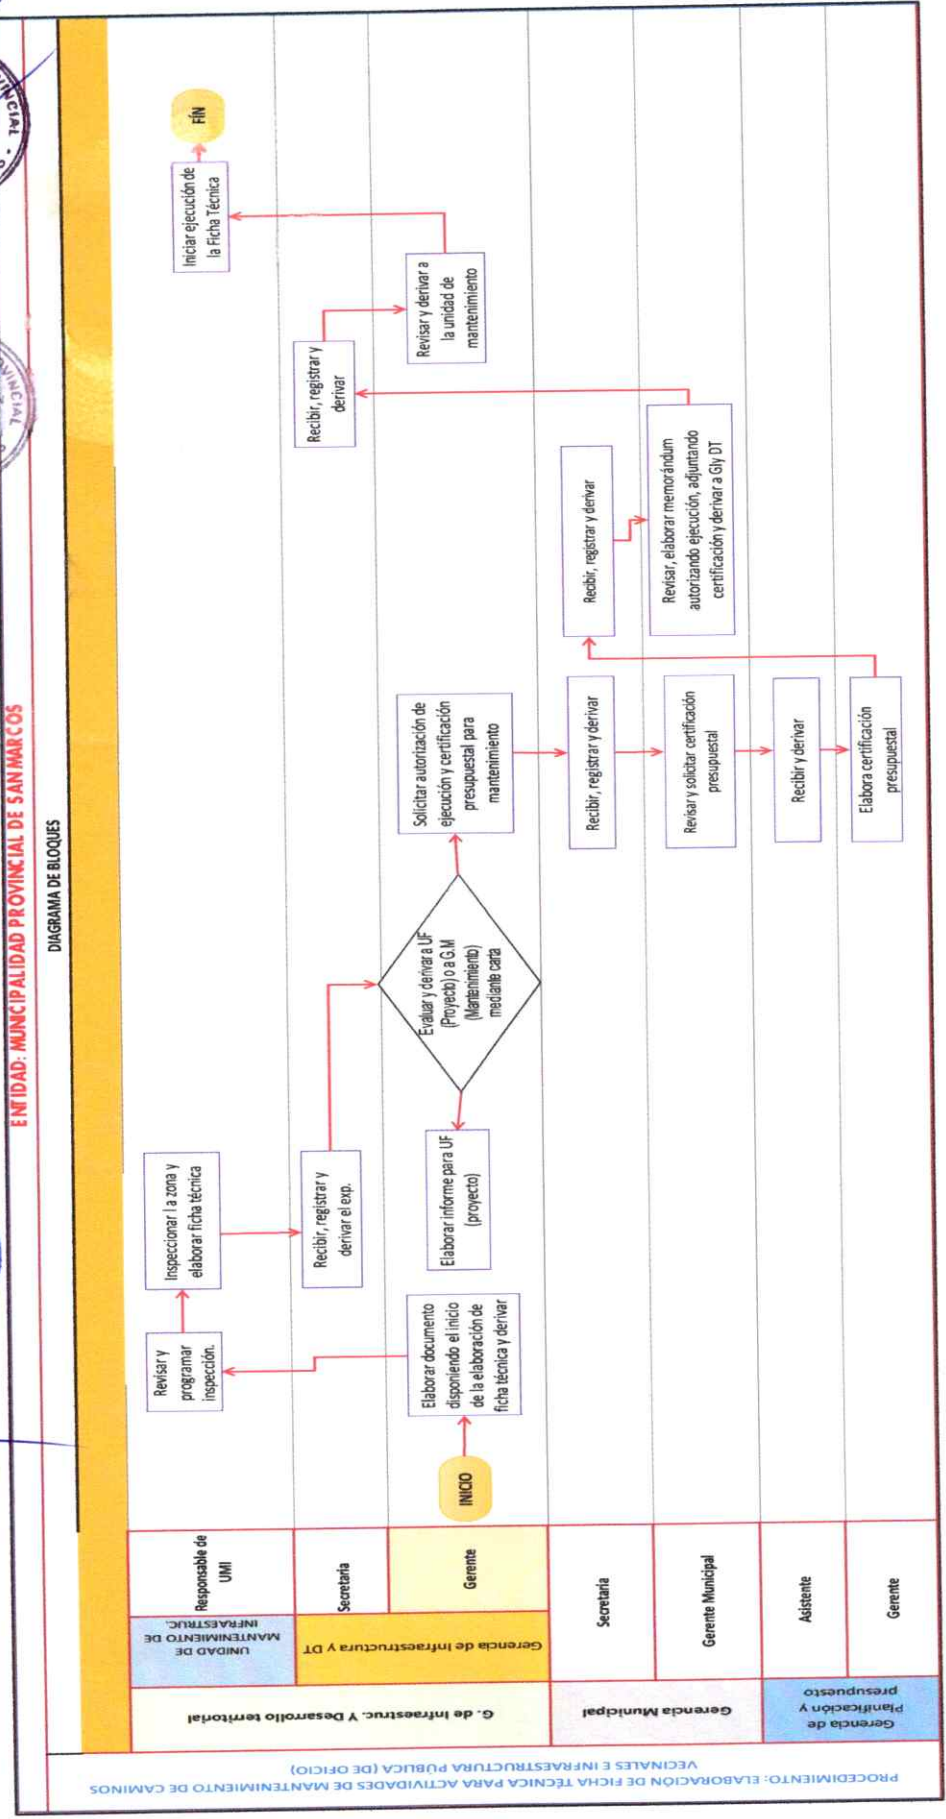 ENTIDAD: MUNICIPALIDAD PROVINCIAL DE SAN MARCOS
DIAGRAMA DE BLOQUES
PROCEDIMIENTO: ELABORACIÓN DE FICHA TÉCNICA PARA ACTIVIDADES DE MANTENIMIENTO DE CAMINOS
VECINALES E INFRAESTRUCTURA PÚBLICA (DE OFICIO)
G. de Infraestruc. Y Desarrollo territorial
UNIDAD DE
MANTENIMIENTO DE
INFRAESTRUC.
Responsable de
UMI
Revisar y
programar
inspección.
Inspeccionar l a zona y
elaborar ficha técnica
Iniciar ejecución de
la Ficha Técnica
FÍN
Gerencia de Infraestructura y DT
Secretaria
Recibir, registrar y
derivar el exp.
Recibir, registrar y
derivar
Gerente
INICIO
Elaborar documento
disponiendo el inicio
de la elaboración de
ficha técnica y derivar
Elaborar informe para UF
(proyecto)
Evaluar y derivar a UF
(Proyecto) o a G.M
(Mantenimiento)
mediante carta
Solicitar autorización de
ejecución y certificación
presupuestal para
mantenimiento
Revisar y derivar a
la unidad de
mantenimiento
Gerencia Municipal
Secretaria
Recibir, registrar y derivar
Recibir, registrar y derivar
Gerente Municipal
Revisar y solicitar certificación
presupuestal
Revisar, elaborar memorándum
autorizando ejecución, adjuntando
certificación y derivar a GIy DT
Gerencia de
Planificación y
presupuesto
Asistente
Recibir y derivar
Gerente
Elabora certificación
presupuestal